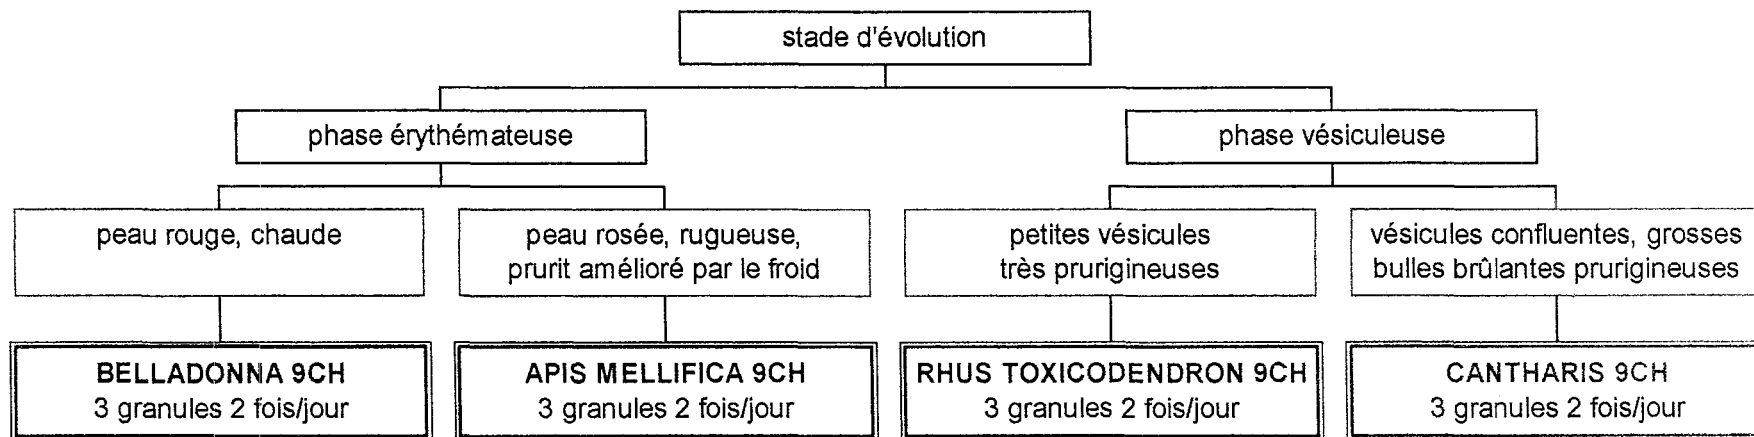 stade d'évolution
phase érythémateuse
phase vésiculeuse
peau rouge, chaude
peau rosée, rugueuse,
prurit amélioré par le froid
petites vésicules
très prurigineuses
vésicules confluentes, grosses
bulles brûlantes prurigineuses
BELLADONNA 9CH
3 granules 2 fois/jour
APIS MELLIFICA 9CH
3 granules 2 fois/jour
RHUS TOXICODENDRON 9CH
3 granules 2 fois/jour
CANTHARIS 9CH
3 granules 2 fois/jour